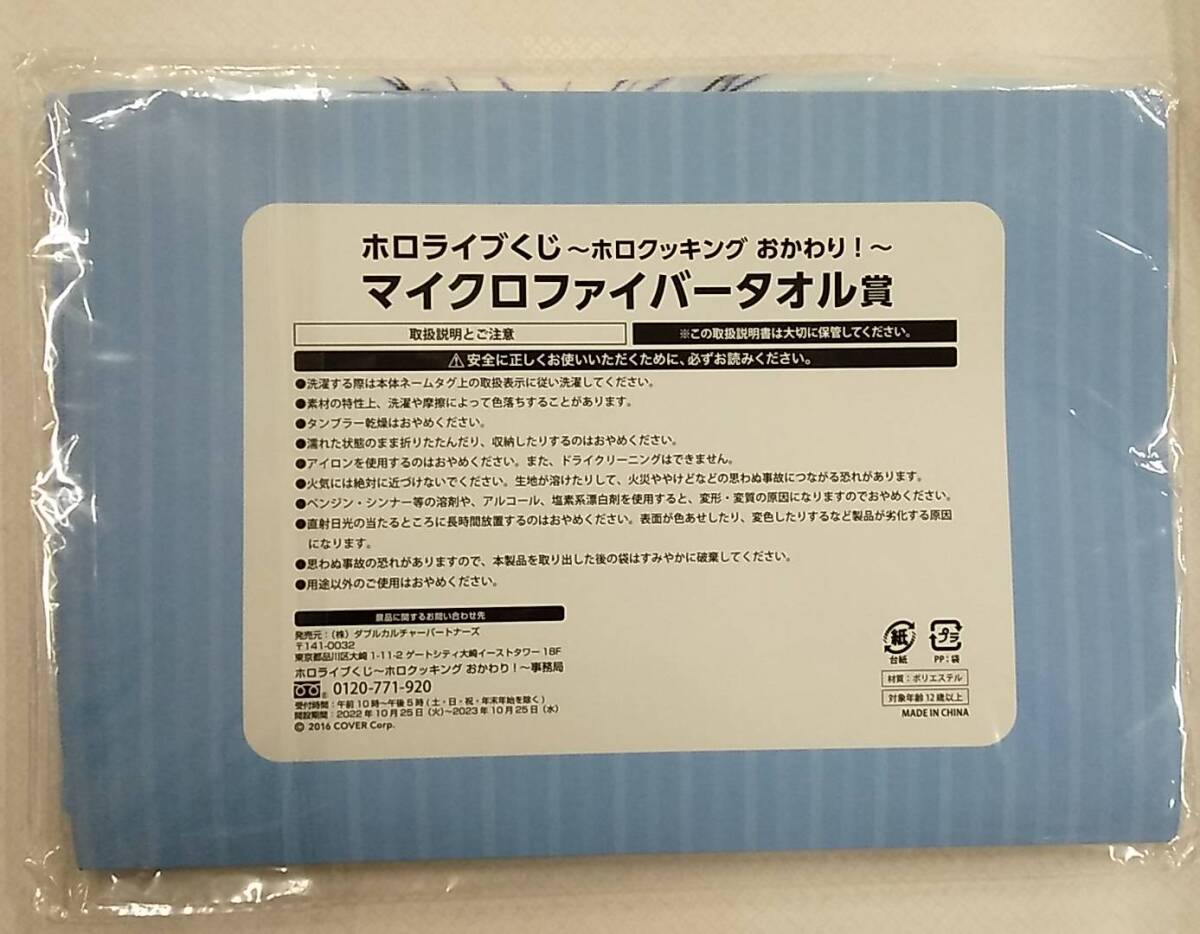 ホロライブくじ ～ホロクッキング おかわり！～
マイクロファイバータオル賞
取扱説明とご注意
※この取扱説明書は大切に保管してください。
⚠安全に正しくお使いいただくために、必ずお読みください。
●洗濯する際は本体ネームタグ上の取扱表示に従い洗濯してください。
●素材の特性上、洗濯や摩擦によって色落ちすることがあります。
●タンブラー乾燥はおやめください。
●濡れた状態のまま折りたたんだり、収納したりするのはおやめください。
●アイロンを使用するのはおやめください。また、ドライクリーニングはできません。
●火気には絶対に近づけないでください。生地が溶けたりして、火災ややけどなどの思わぬ事故につながる恐れがあります。
●ベンジン・シンナー等の溶剤や、アルコール、塩素系漂白剤を使用すると、変形・変質の原因になりますのでおやめください。
●直射日光の当たるところに長時間放置するのはおやめください。表面が色あせしたり、変色したりするなど製品が劣化する原因
になります。
●思わぬ事故の恐れがありますので、本製品を取り出した後の袋はすみやかに破棄してください。
●用途以外のご使用はおやめください。
景品に関するお問い合わせ先
発売元：（株）ダブルカルチャーパートナーズ
〒141-0032
東京都品川区大崎 1-11-2 ゲートシティ大崎イーストタワー 18F
ホロライブくじ～ホロクッキング おかわり！～事務局
0120-771-920
受付時間：午前10時～午後5時（土・日・祝・年末年始を除く）
開設期間：2022年10月25日（火）～2023年10月25日（水）
© 2016 COVER Corp.
紙
プラ
台紙
PP：袋
材質：ポリエステル
対象年齢12歳以上
MADE IN CHINA